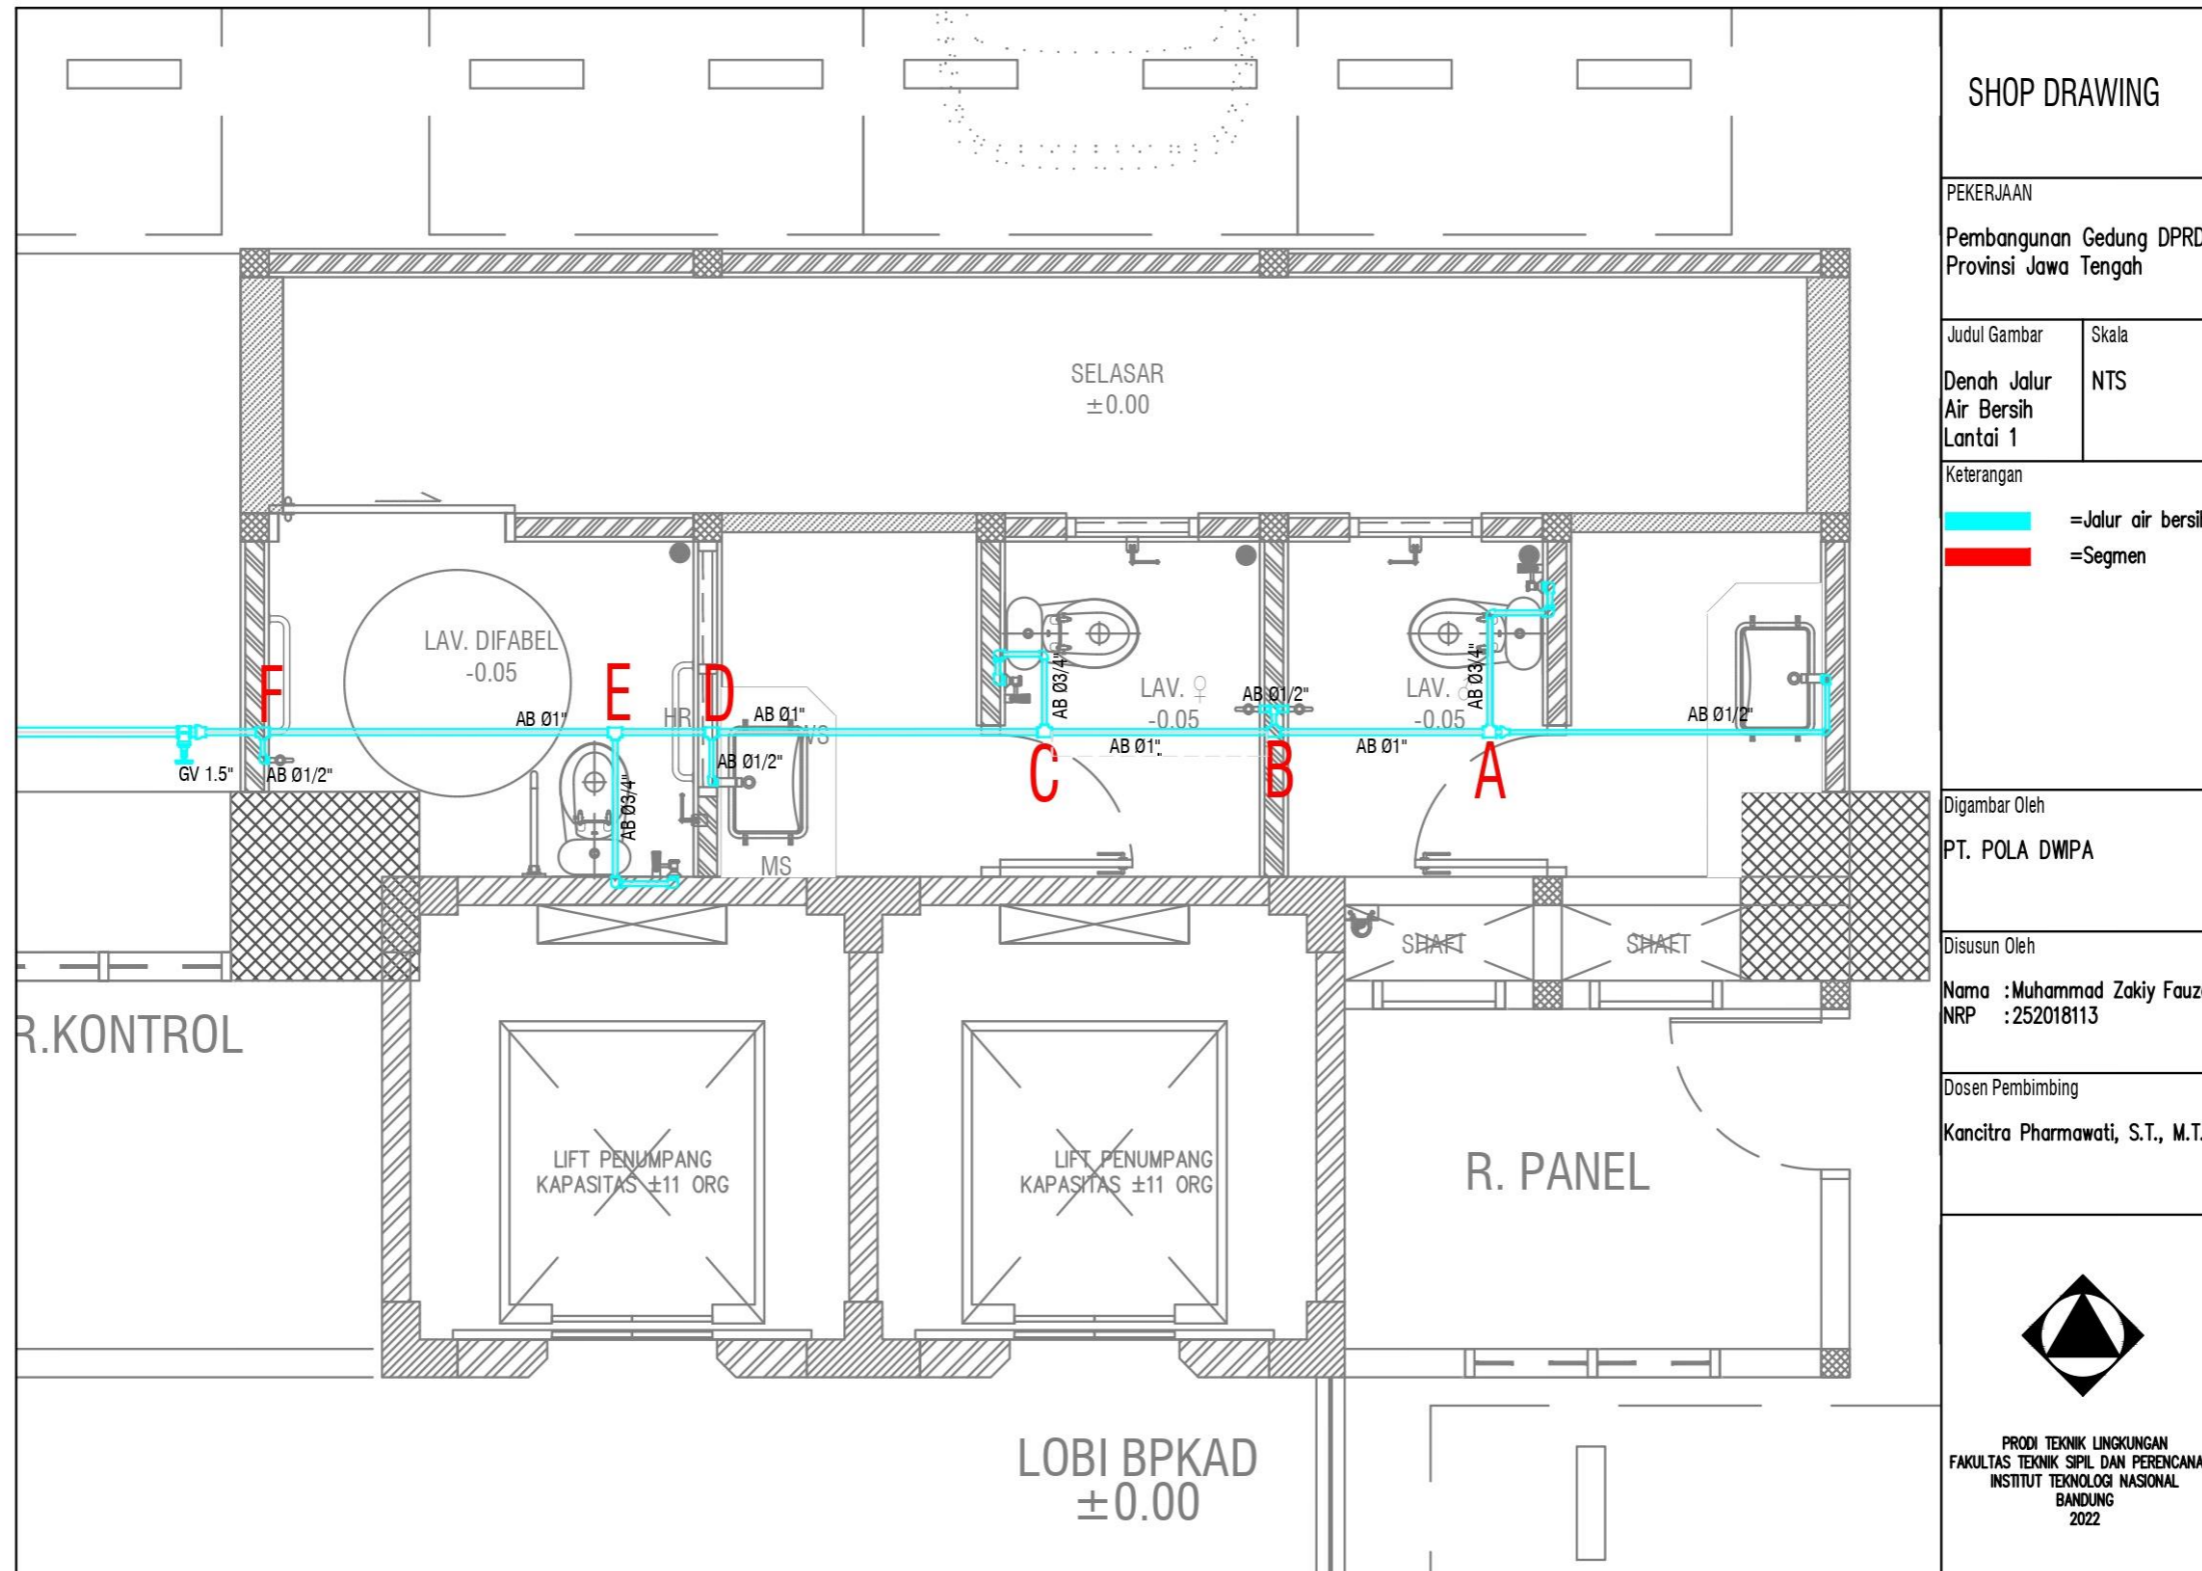 SHOP DRAWING
PEKERJAAN
Pembangunan Gedung DPRD
Provinsi Jawa Tengah
Judul Gambar
Skala
Denah Jalur
Air Bersih
Lantai 1
NTS
Keterangan
=Jalur air bersi
=Segmen
Digambar Oleh
PT. POLA DWIPA
Disusun Oleh
Nama :Muhammad Zakiy Fauz
NRP :252018113
Dosen Pembimbing
Kancitra Pharmawati, S.T., M.T.
PRODI TEKNIK LINGKUNGAN
FAKULTAS TEKNIK SIPIL DAN PERENCANA
INSTITUT TEKNOLOGI NASIONAL
BANDUNG
2022
SELASAR
±0.00
LAV. DIFABEL
-0.05
F
E
D
HR
AB Ø1"
AB Ø1"
GV 1.5"
AB Ø1/2"
AB Ø3/4"
AB Ø1/2"
MS
AB Ø3/4"
LAV. ♀
-0.05
AB Ø1/2"
LAV. ♂
-0.05
AB Ø3/4"
AB Ø1/2"
C
AB Ø1"
B
AB Ø1"
A
SHAFT
SHAFT
R.KONTROL
LIFT PENUMPANG
KAPASITAS ±11 ORG
LIFT PENUMPANG
KAPASITAS ±11 ORG
R. PANEL
LOBI BPKAD
±0.00